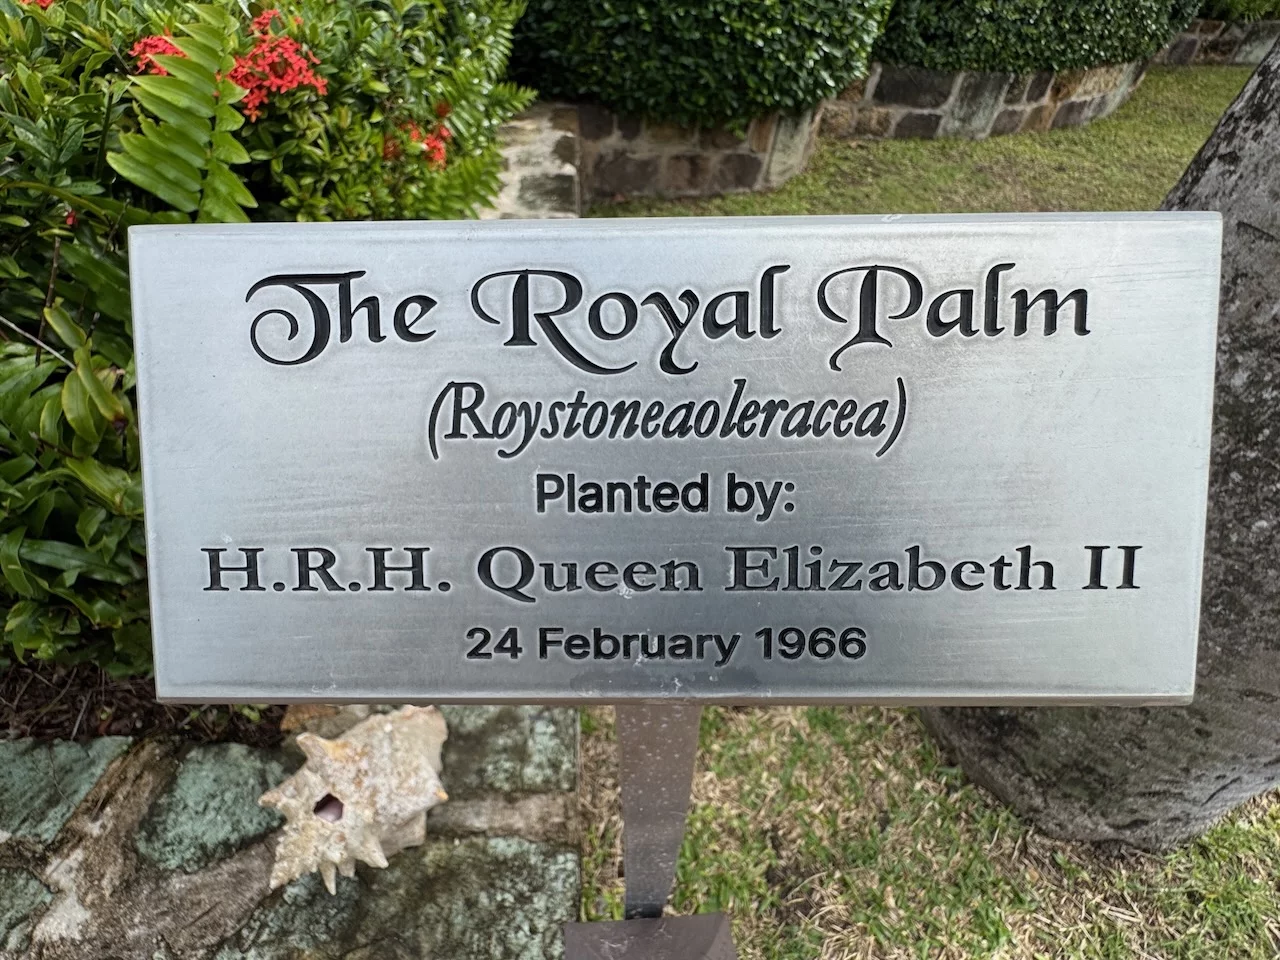 The Royal Palm
(Roystoneaoleracea)
Planted by:
H.R.H. Queen Elizabeth II
24 February 1966